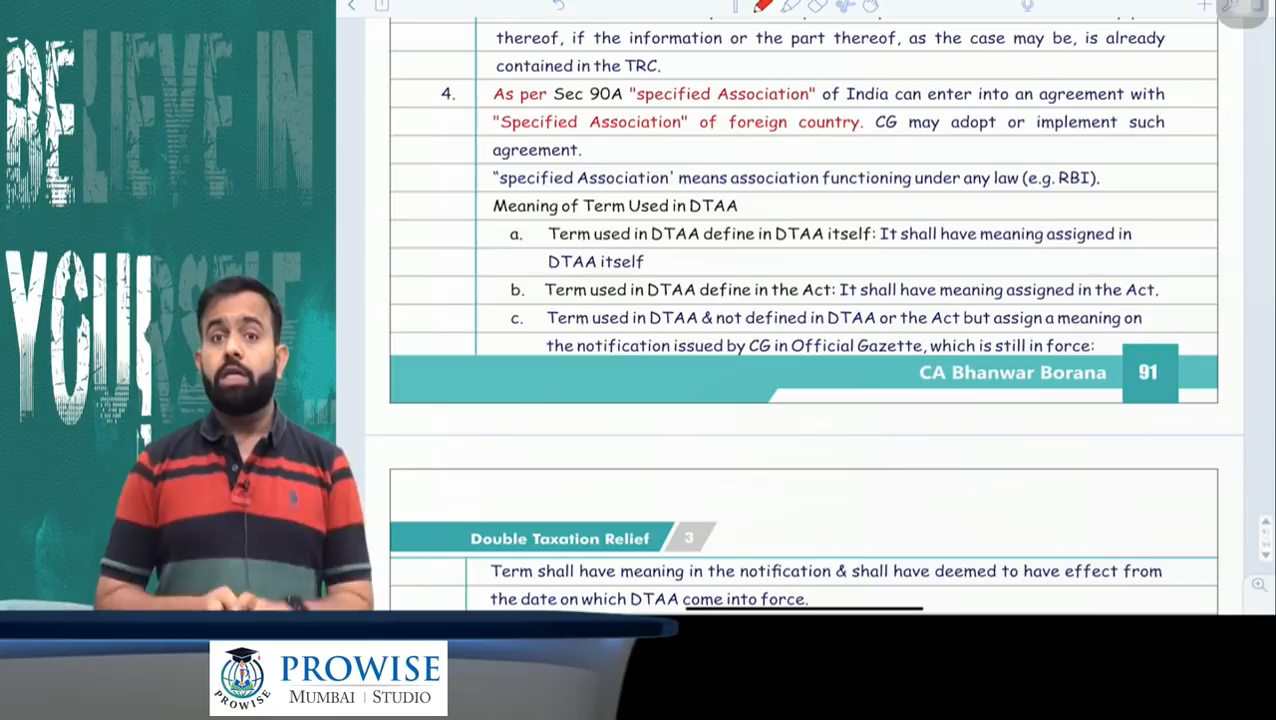 BELIEVE IN
YOURSELF...
thereof, if the information or the part thereof, as the case may be, is already
contained in the TRC.
4. As per Sec 90A "specified Association" of India can enter into an agreement with
"Specified Association" of foreign country. CG may adopt or implement such
agreement.
“specified Association' means association functioning under any law (e.g. RBI).
Meaning of Term Used in DTAA
a. Term used in DTAA define in DTAA itself: It shall have meaning assigned in
DTAA itself
b. Term used in DTAA define in the Act: It shall have meaning assigned in the Act.
c. Term used in DTAA & not defined in DTAA or the Act but assign a meaning on
the notification issued by CG in Official Gazette, which is still in force:
CA Bhanwar Borana 91
Double Taxation Relief 3
Term shall have meaning in the notification & shall have deemed to have effect from
the date on which DTAA come into force.
PROWISE
PROWISE
MUMBAI | STUDIO